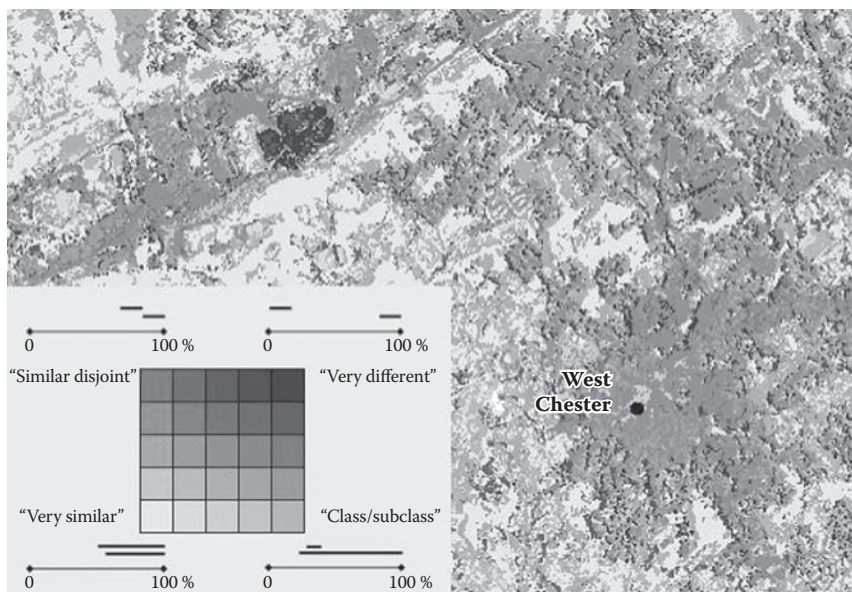 0
100 %
0
100 %
“Similar disjoint”
“Very different”
West
Chester
“Very similar”
“Class/subclass”
0
100 %
0
100 %